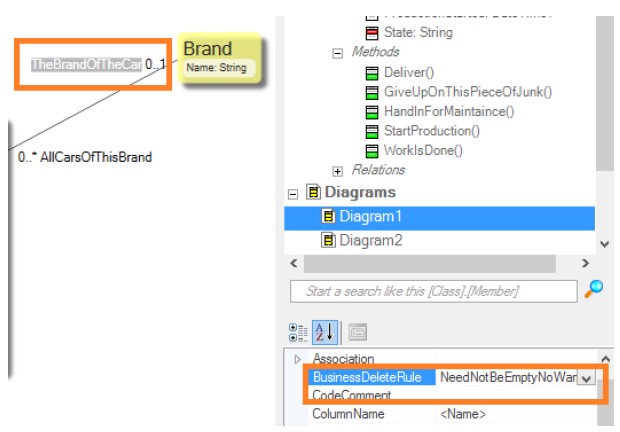 State: String
Methods
Deliver()
GiveUpOnThisPieceOfJunk()
HandInForMaintaince()
StartProduction()
WorkIsDone()
Relations
Diagrams
Diagram1
Diagram2
TheBrandOfTheCar 0..1
Brand
Name: String
0..* AllCarsOfThisBrand
Start a search like this [Class].[Member]
Association
BusinessDeleteRule NeedNotBeEmptyNoWar
CodeComment
ColumnName <Name>